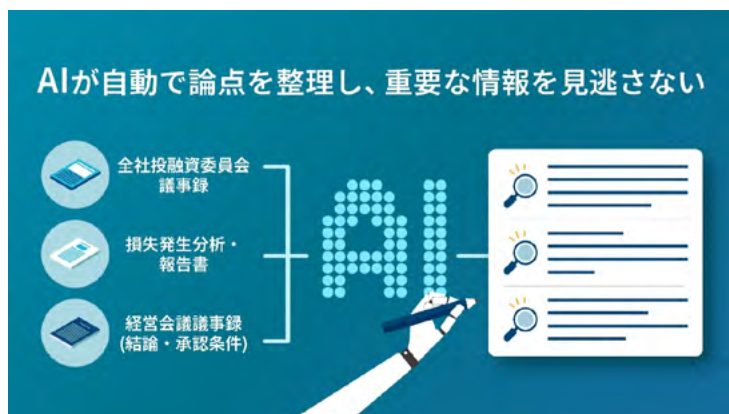 AIが自動で論点を整理し、重要な情報を見逃さない
全社投融資委員会
議事録
損失発生分析・
報告書
経営会議議事録
(結論・承認条件)
AI